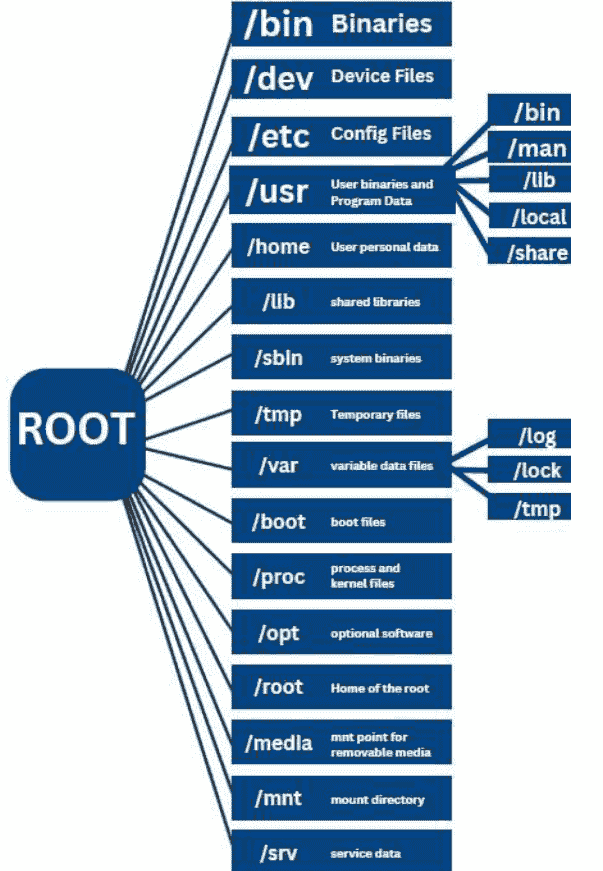 /bin Binaries
/dev Device Files
/etc Config Files
/usr User binaries and
Program Data
/bin
/man
/lib
/local
/share
/home User personal data
/lib shared libraries
/sbin system binaries
ROOT
/tmp Temporary files
/var variable data files
/log
/lock
/tmp
/boot boot files
/proc process and
kernel files
/opt optional software
/root Home of the root
/media mnt point for
removable media
/mnt mount directory
/srv service data